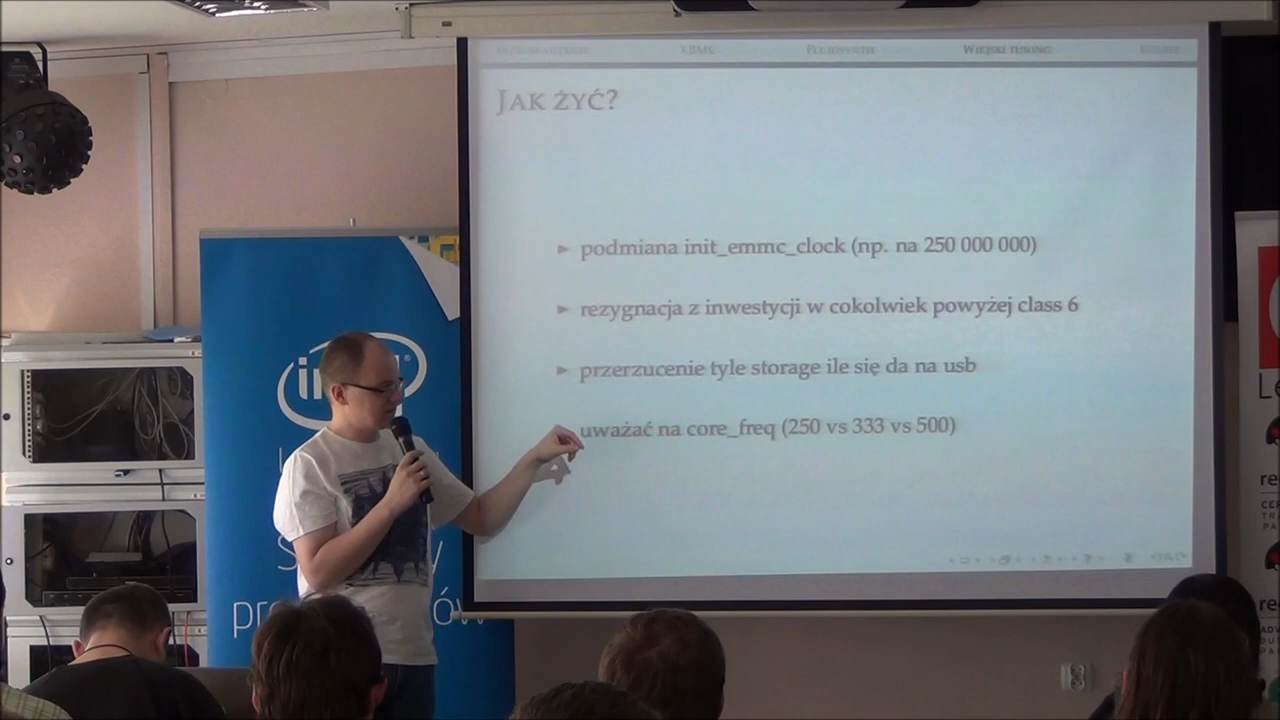 XBMC
Wiejski tuning
Jak żyć?
podmiana init_emmc_clock (np. na 250 000 000)
rezygnacja z inwestycji w cokolwiek powyżej class 6
przerzucenie tyle storage ile się da na usb
uważać na core_freq (250 vs 333 vs 500)